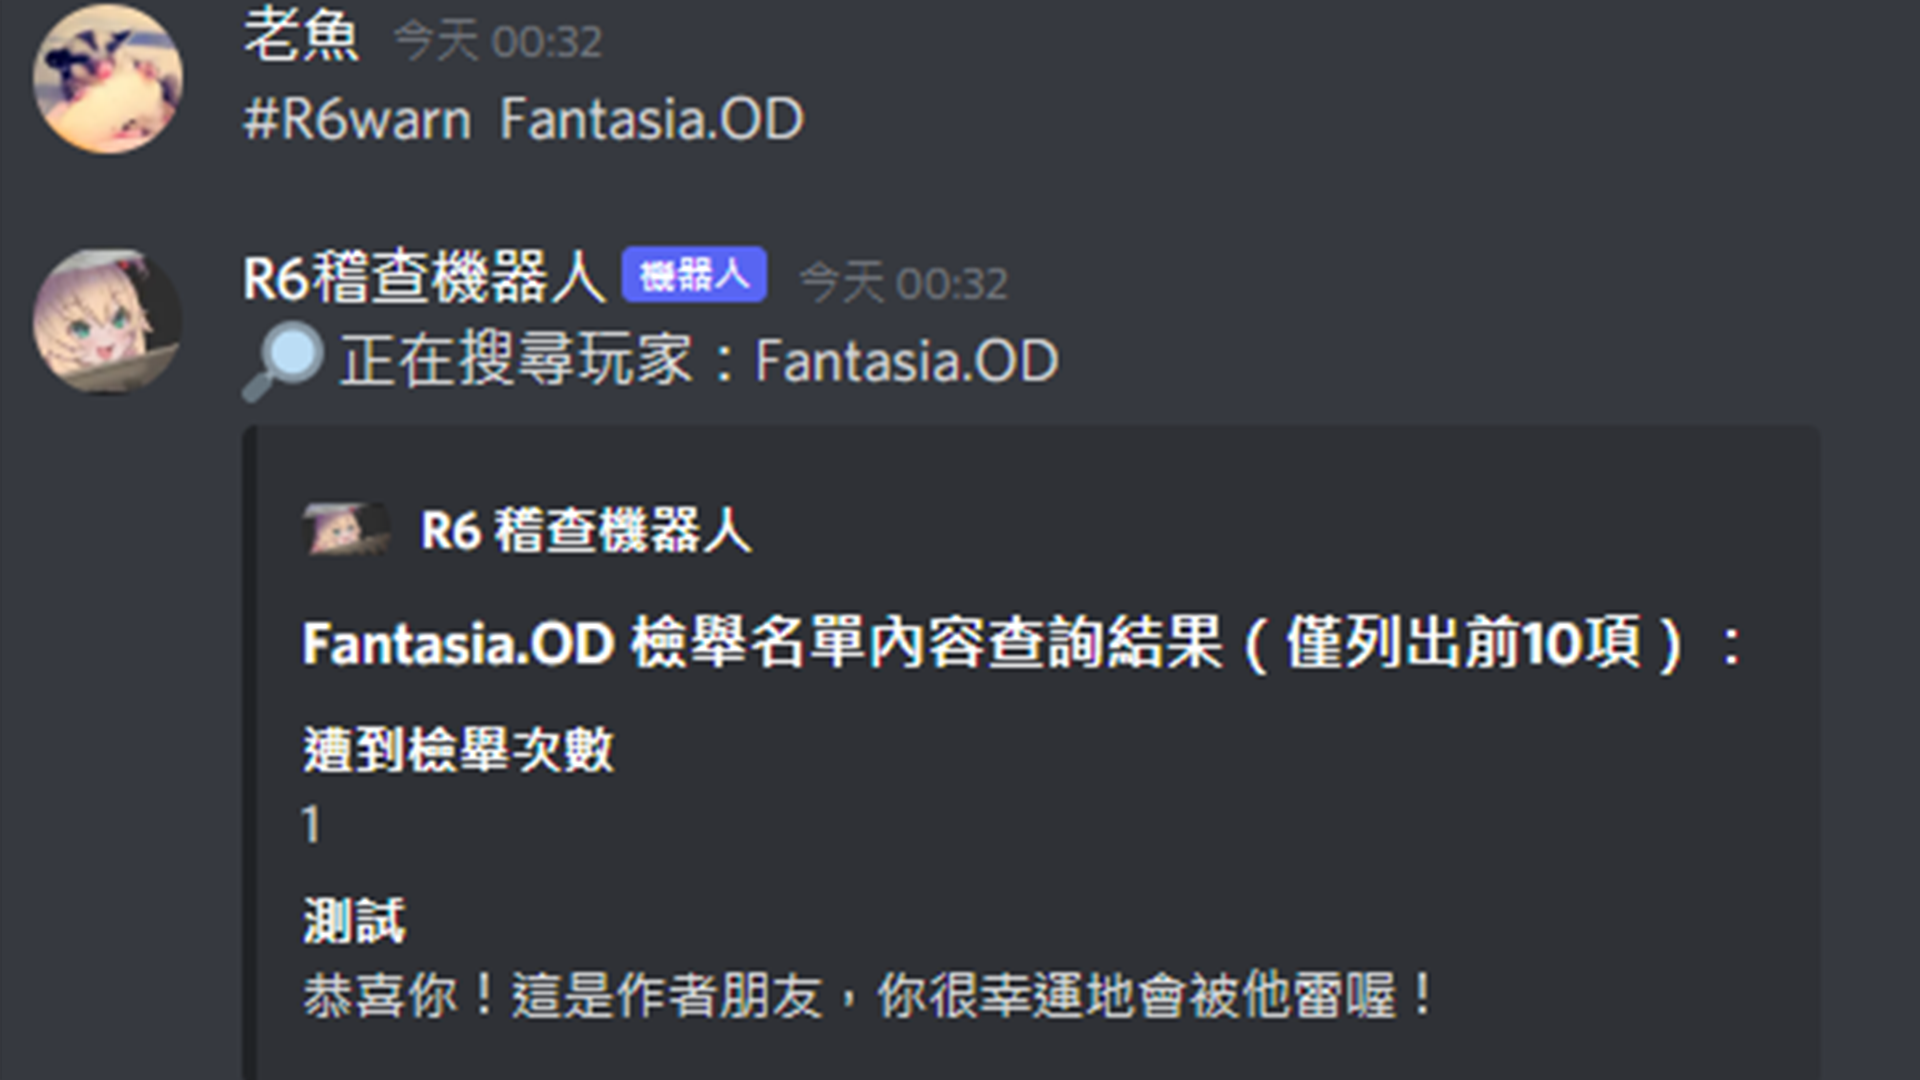 老魚 今天 00:32
#R6warn Fantasia.OD
R6稽查機器人 機器人 今天 00:32
正在搜尋玩家：Fantasia.OD
R6 稽查機器人
Fantasia.OD 檢舉名單內容查詢結果（僅列出前10項）：
遭到檢舉次數
1
測試
恭喜你！這是作者朋友，你很幸運地會被他雷喔！